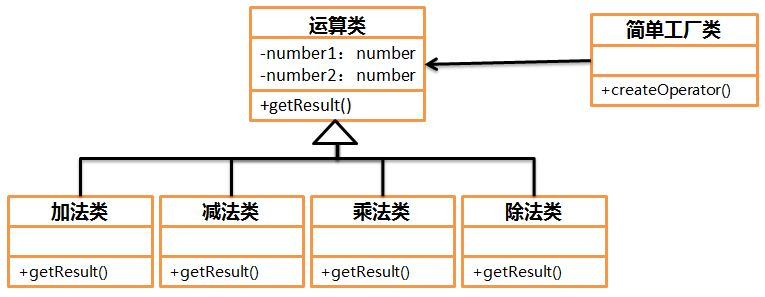 运算类
-number1：number
-number2：number
+getResult()
简单工厂类
+createOperator()
加法类
+getResult()
减法类
+getResult()
乘法类
+getResult()
除法类
+getResult()